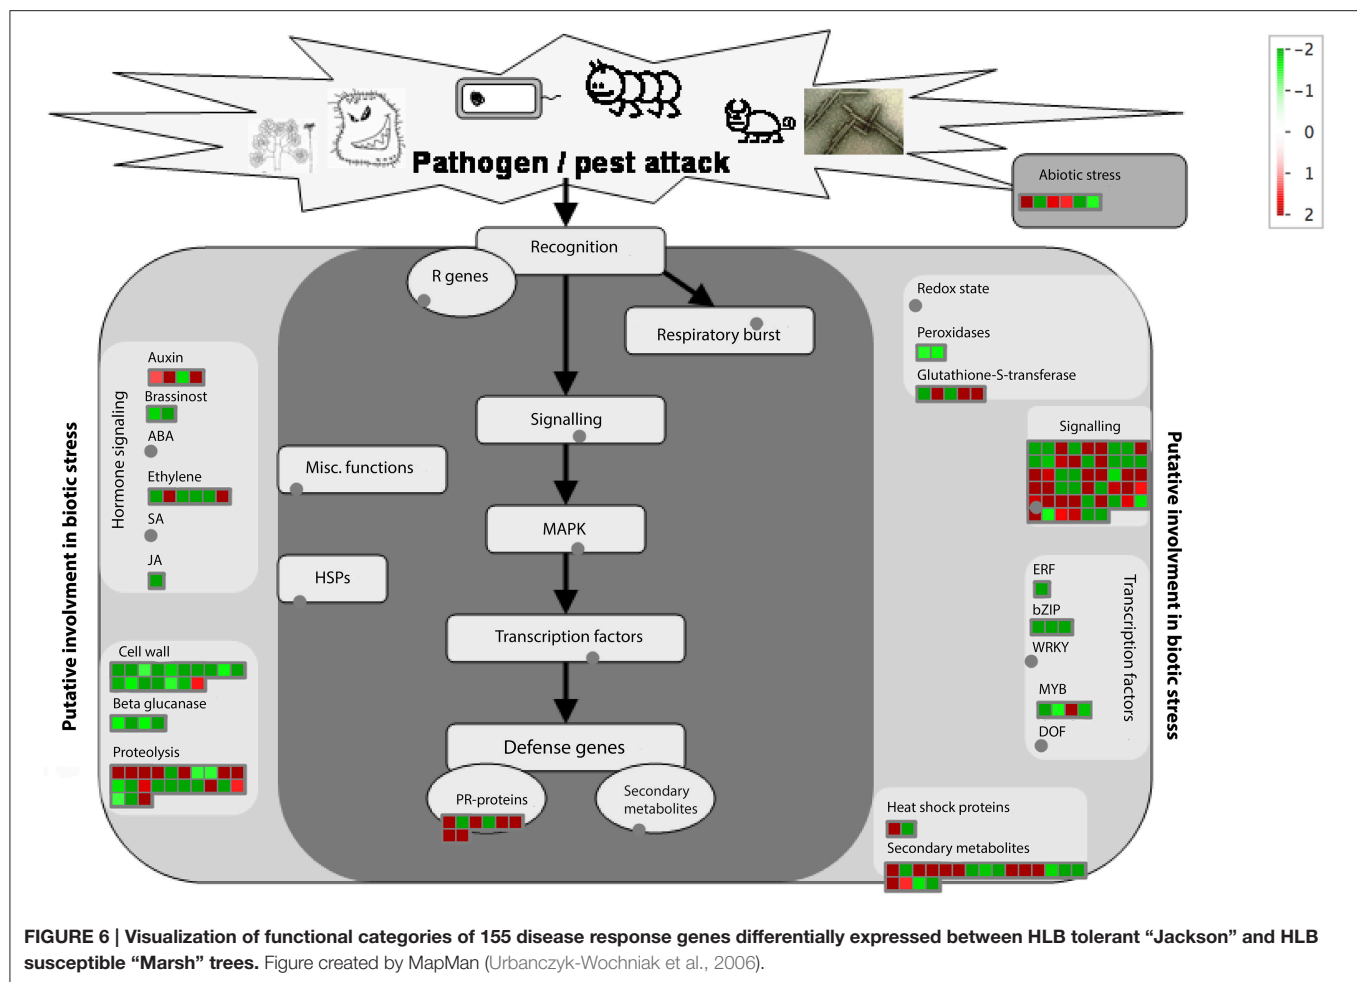 Pathogen / pest attack
-2
-1
0
1
2
Abiotic stress
Recognition
R genes
Respiratory burst
Signalling
Misc. functions
MAPK
HSPs
Transcription factors
Defense genes
PR-proteins
Secondary
metabolites
Putative involvment in biotic stress
Hormone signaling
Auxin
Brassinost
ABA
Ethylene
SA
JA
Cell wall
Beta glucanase
Proteolysis
Redox state
Peroxidases
Glutathione-S-transferase
Signalling
ERF
bZIP
WRKY
MYB
DOF
Transcription factors
Putative involvment in biotic stress
Heat shock proteins
Secondary metabolites
FIGURE 6 | Visualization of functional categories of 155 disease response genes differentially expressed between HLB tolerant “Jackson” and HLB
susceptible “Marsh” trees. Figure created by MapMan (Urbanczyk-Wochniak et al., 2006).